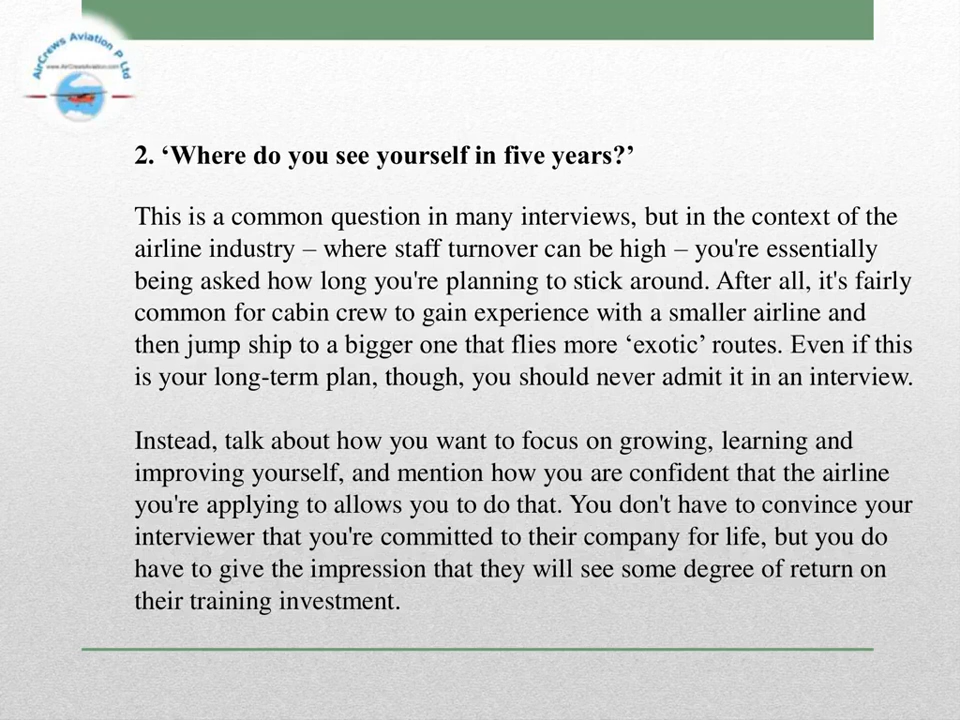 AirCrews Aviation P Ltd
www.AirCrewsAviation.com
2. ‘Where do you see yourself in five years?’
This is a common question in many interviews, but in the context of the
airline industry – where staff turnover can be high – you're essentially
being asked how long you're planning to stick around. After all, it's fairly
common for cabin crew to gain experience with a smaller airline and
then jump ship to a bigger one that flies more ‘exotic’ routes. Even if this
is your long-term plan, though, you should never admit it in an interview.
Instead, talk about how you want to focus on growing, learning and
improving yourself, and mention how you are confident that the airline
you're applying to allows you to do that. You don't have to convince your
interviewer that you're committed to their company for life, but you do
have to give the impression that they will see some degree of return on
their training investment.